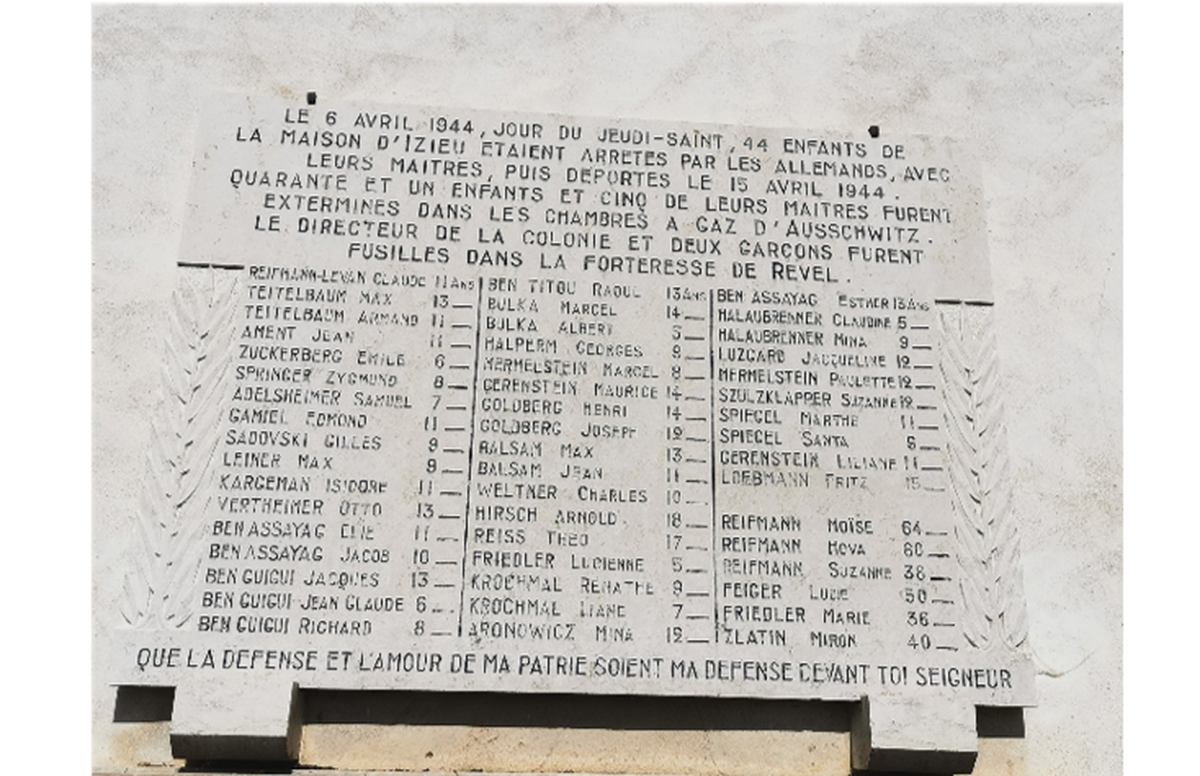 LE 6 AVRIL 1944, JOUR DU JEUDI-SAINT, 44 ENFANTS DE
LA MAISON D'IZIEU ETAIENT ARRETES PAR LES ALLEMANDS, AVEC
LEURS MAITRES, PUIS DEPORTES LE 15 AVRIL 1944.
QUARANTE ET UN ENFANTS ET CINQ DE LEURS MAITRES FURENT
EXTERMINES DANS LES CHAMBRES A GAZ D'AUSSCHWITZ.
LE DIRECTEUR DE LA COLONIE ET DEUX GARÇONS FURENT
FUSILLES DANS LA FORTERESSE DE REVEL.
REIFMANN-LEVAN CLAUDE 11 ANS
TEITELBAUM MAX 13 —
TEITELBAUM ARMAND 11 —
AMENT JEAN 11 —
ZUCKERBERG EMILE 6 —
SPRINGER ZYGMUND 8 —
ADELSHEIMER SAMUEL 7 —
GAMIEL EDMOND 11 —
SADOVSKI GILLES 9 —
LEINER MAX 9 —
KARGEMAN ISIDORE 11 —
VERTHEIMER OTTO 13 —
BEN ASSAYAG ELIE 11 —
BEN ASSAYAG JACOB 10 —
BEN GUIGUI JACQUES 13 —
BEN GUIGUI JEAN CLAUDE 6 —
BEN GUIGUI RICHARD 8 —
BEN TITOU RAOUL 13 ANS
BULKA MARCEL 14 —
BULKA ALBERT 5 —
HALPERM GEORGES 8 —
MERMELSTEIN MARCEL 8 —
GERENSTEIN MAURICE 14 —
GOLDBERG HENRI 14 —
GOLDBERG JOSEPH 12 —
BALSAM MAX 13 —
BALSAM JEAN 11 —
WELTNER CHARLES 10 —
HIRSCH ARNOLD 18 —
REISS THEO 17 —
FRIEDLER LUCIENNE 5 —
KROCHMAL RENATHE 9 —
KROCHMAL LIANE 7 —
ARONOWICZ MINA 12 —
BEN ASSAYAG ESTHER 13 ANS
HALAUBRENNER CLAUDINE 5 —
HALAUBRENNER MINA 9 —
LUZGARD JACQUELINE 12 —
MERMELSTEIN PAULETTE 12 —
SZULZKLAPPER SUZANNE 12 —
SPIEGEL MARTHE 11 —
SPIEGEL SANTA 9 —
GERENSTEIN LILIANE 11 —
LOEBMANN FRITZ 15 —
REIFMANN MOÏSE 64 —
REIFMANN MOVA 60 —
REIFMANN SUZANNE 38 —
FEIGER LUCIE 50 —
FRIEDLER MARIE 36 —
ZLATIN MIRON 40 —
QUE LA DEFENSE ET L'AMOUR DE MA PATRIE SOIENT MA DEFENSE DEVANT TOI SEIGNEUR